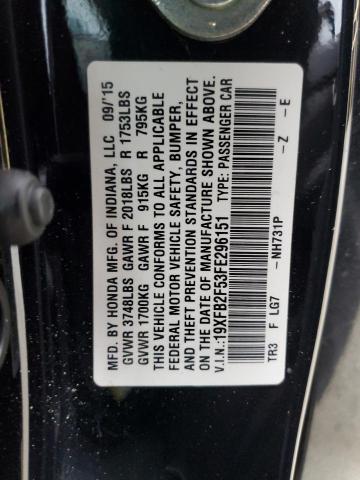 MFD. BY HONDA MFG. OF INDIANA, LLC 09/'15
GVWR 3748LBS GAWR F 2018LBS R 1753LBS
GVWR 1700KG GAWR F 915KG R 795KG
THIS VEHICLE CONFORMS TO ALL APPLICABLE
FEDERAL MOTOR VEHICLE SAFETY, BUMPER,
AND THEFT PREVENTION STANDARDS IN EFFECT
ON THE DATE OF MANUFACTURE SHOWN ABOVE.
V.I.N.:19XFB2F53FE296151 TYPE: PASSENGER CAR
TR3 F LG7 - NH731P - Z - E